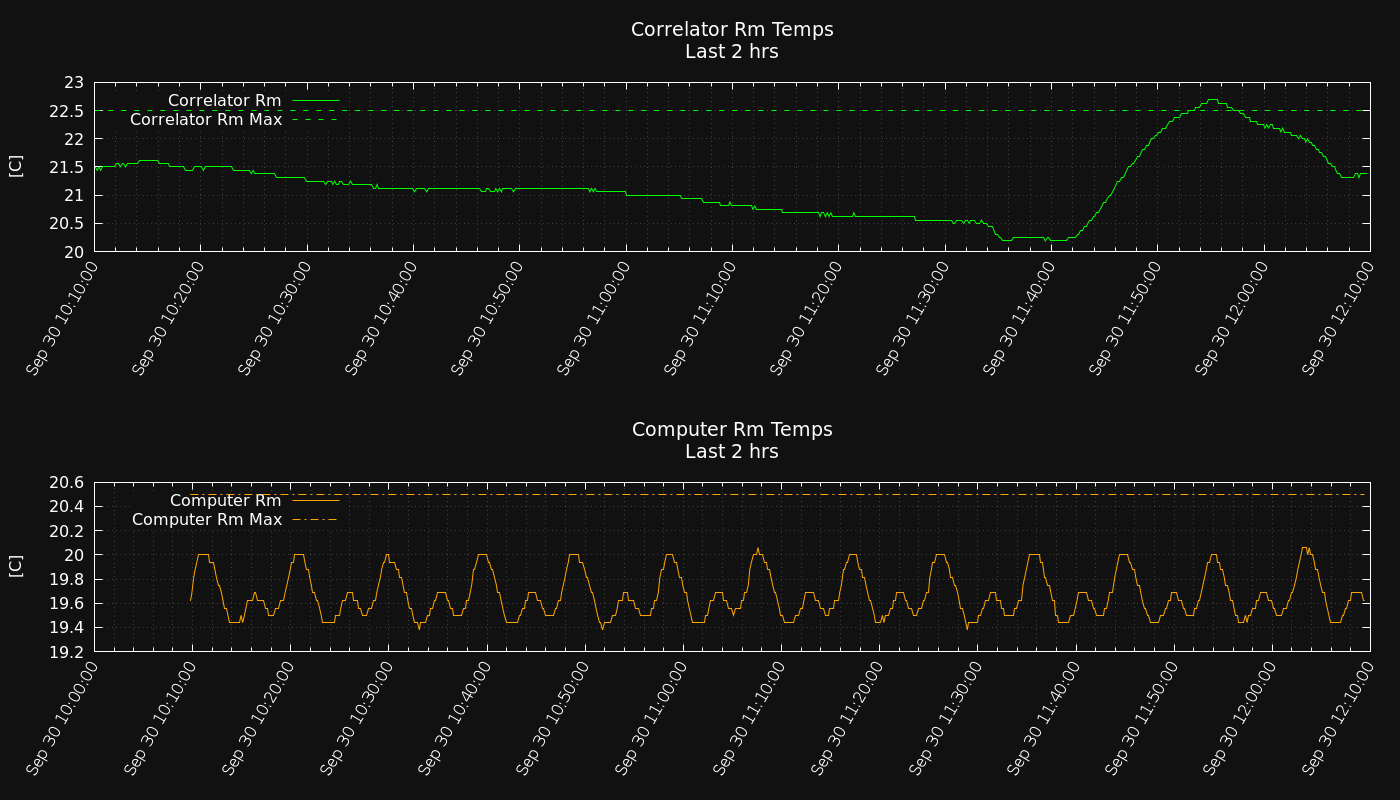 Correlator Rm Temps
Last 2 hrs
23
22.5
22
21.5
21
20.5
20
[C]
Correlator Rm
Correlator Rm Max
Sep 30 10:10:00
Sep 30 10:20:00
Sep 30 10:30:00
Sep 30 10:40:00
Sep 30 10:50:00
Sep 30 11:00:00
Sep 30 11:10:00
Sep 30 11:20:00
Sep 30 11:30:00
Sep 30 11:40:00
Sep 30 11:50:00
Sep 30 12:00:00
Sep 30 12:10:00
Computer Rm Temps
Last 2 hrs
20.6
20.4
20.2
20
19.8
19.6
19.4
19.2
[C]
Computer Rm
Computer Rm Max
Sep 30 10:00:00
Sep 30 10:10:00
Sep 30 10:20:00
Sep 30 10:30:00
Sep 30 10:40:00
Sep 30 10:50:00
Sep 30 11:00:00
Sep 30 11:10:00
Sep 30 11:20:00
Sep 30 11:30:00
Sep 30 11:40:00
Sep 30 11:50:00
Sep 30 12:00:00
Sep 30 12:10:00